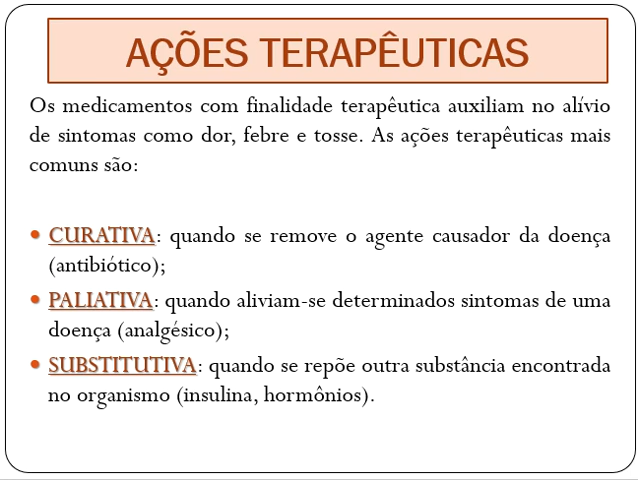 AÇÕES TERAPÊUTICAS
Os medicamentos com finalidade terapêutica auxiliam no alívio
de sintomas como dor, febre e tosse. As ações terapêuticas mais
comuns são:
• CURATIVA: quando se remove o agente causador da doença
(antibiótico);
• PALIATIVA: quando aliviam-se determinados sintomas de uma
doença (analgésico);
• SUBSTITUTIVA: quando se repõe outra substância encontrada
no organismo (insulina, hormônios).